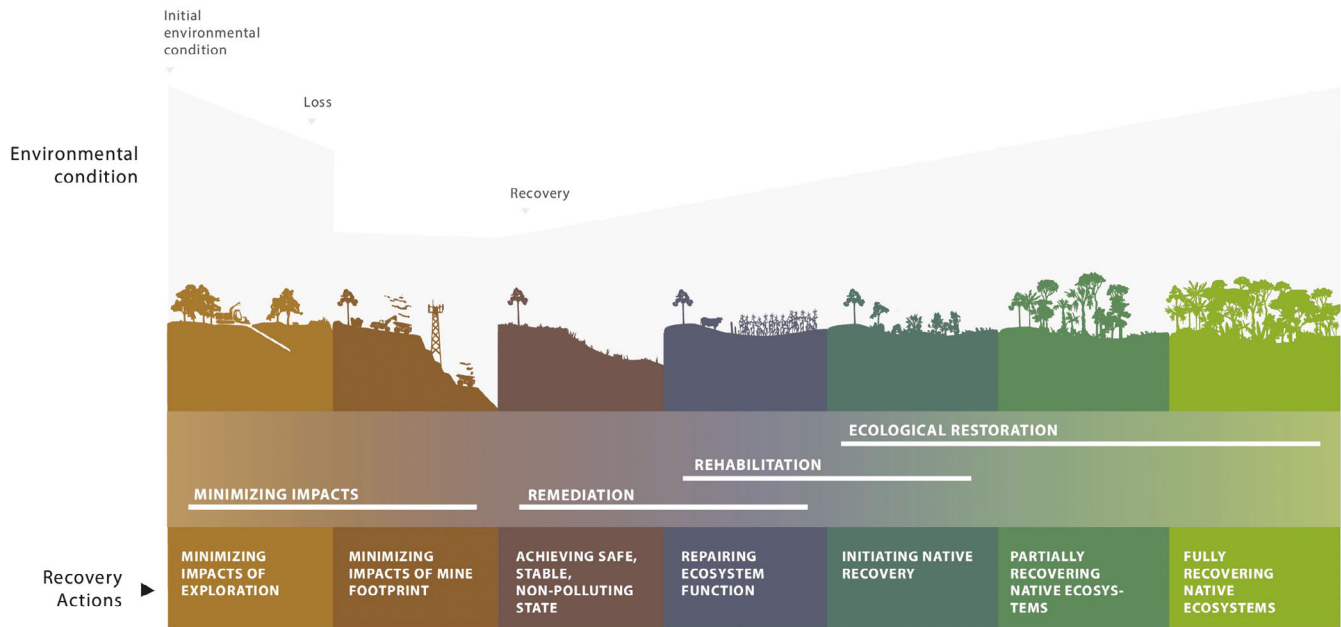 Initial
environmental
condition
Loss
Environmental
condition
Recovery
ECOLOGICAL RESTORATION
REHABILITATION
MINIMIZING IMPACTS
REMEDIATION
Recovery
Actions
MINIMIZING
IMPACTS OF
EXPLORATION
MINIMIZING
IMPACTS OF MINE
FOOTPRINT
ACHIEVING SAFE,
STABLE,
NON-POLLUTING
STATE
REPAIRING
ECOSYSTEM
FUNCTION
INITIATING NATIVE
RECOVERY
PARTIALLY
RECOVERING
NATIVE ECOSYS-
TEMS
FULLY
RECOVERING
NATIVE
ECOSYSTEMS